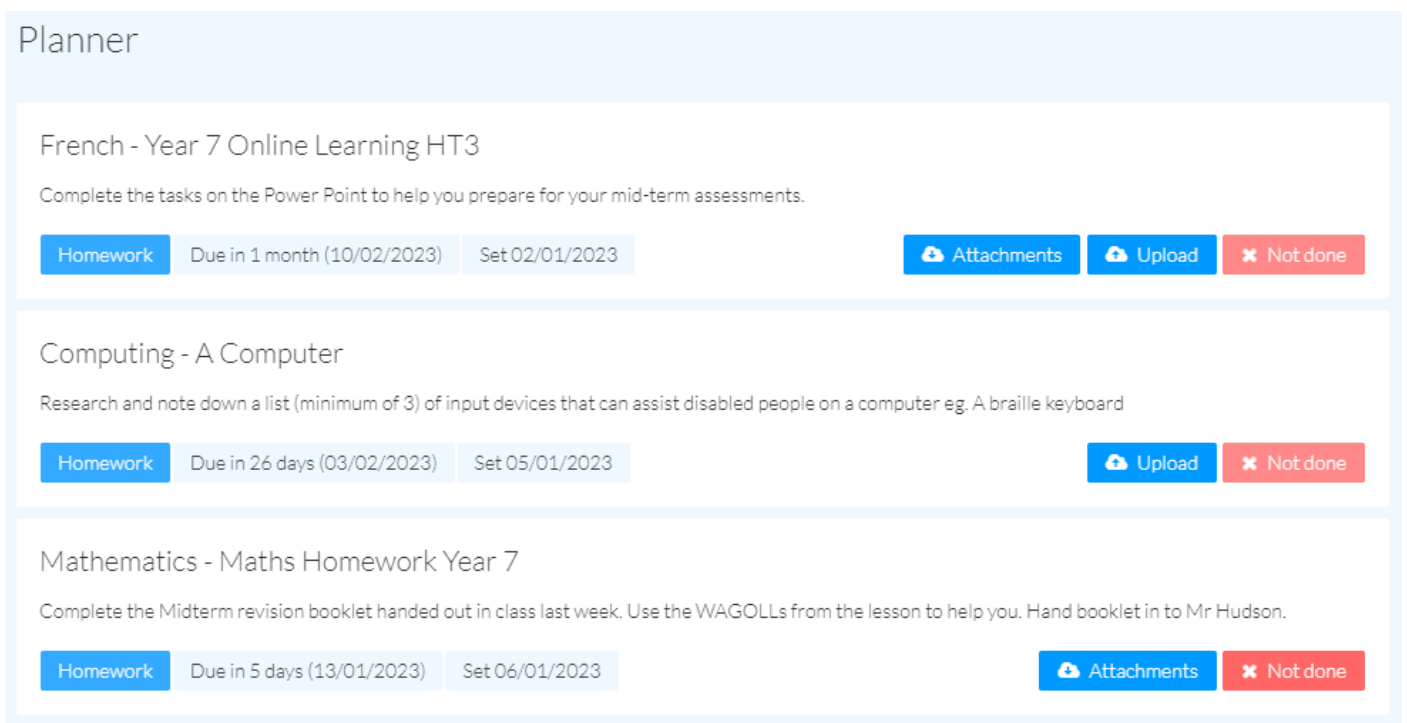 Planner
French - Year 7 Online Learning HT3
Complete the tasks on the Power Point to help you prepare for your mid-term assessments.
Homework Due in 1 month (10/02/2023) Set 02/01/2023 Attachments Upload Not done
Computing - A Computer
Research and note down a list (minimum of 3) of input devices that can assist disabled people on a computer eg. A braille keyboard
Homework Due in 26 days (03/02/2023) Set 05/01/2023 Upload Not done
Mathematics - Maths Homework Year 7
Complete the Midterm revision booklet handed out in class last week. Use the WAGOLLs from the lesson to help you. Hand booklet in to Mr Hudson.
Homework Due in 5 days (13/01/2023) Set 06/01/2023 Attachments Not done